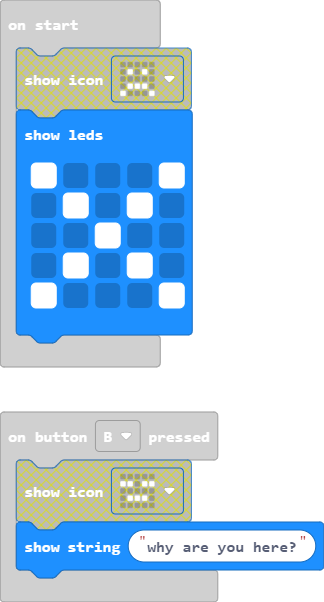 on start
show icon
show leds
on button B pressed
show icon
show string "why are you here?"